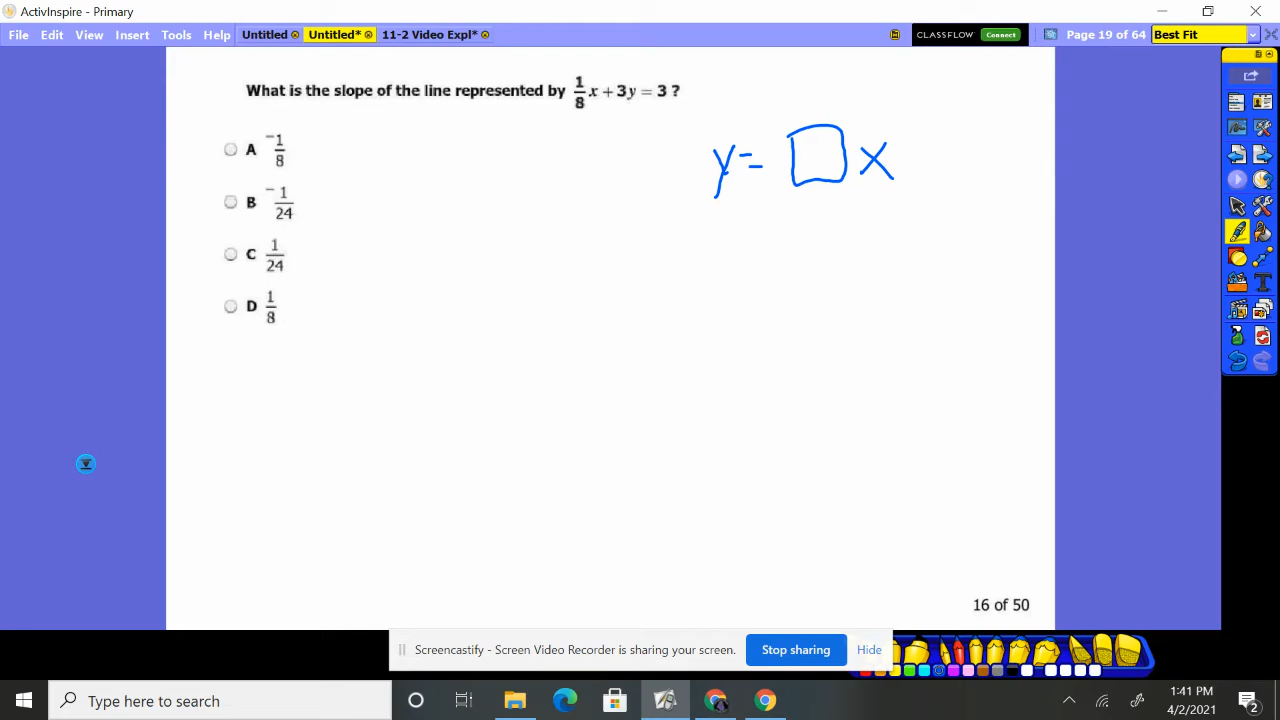 ActivInspire - Primary
File Edit View Insert Tools Help Untitled Untitled* 11-2 Video Expl* CLASSFLOW Connect Page 19 of 64 Best Fit
What is the slope of the line represented by 1/8 x + 3y = 3 ?
y= x
A -1/8
B -1/24
C 1/24
D 1/8
16 of 50
Screencastify - Screen Video Recorder is sharing your screen. Stop sharing Hide
Type here to search
1:41 PM
4/2/2021
2